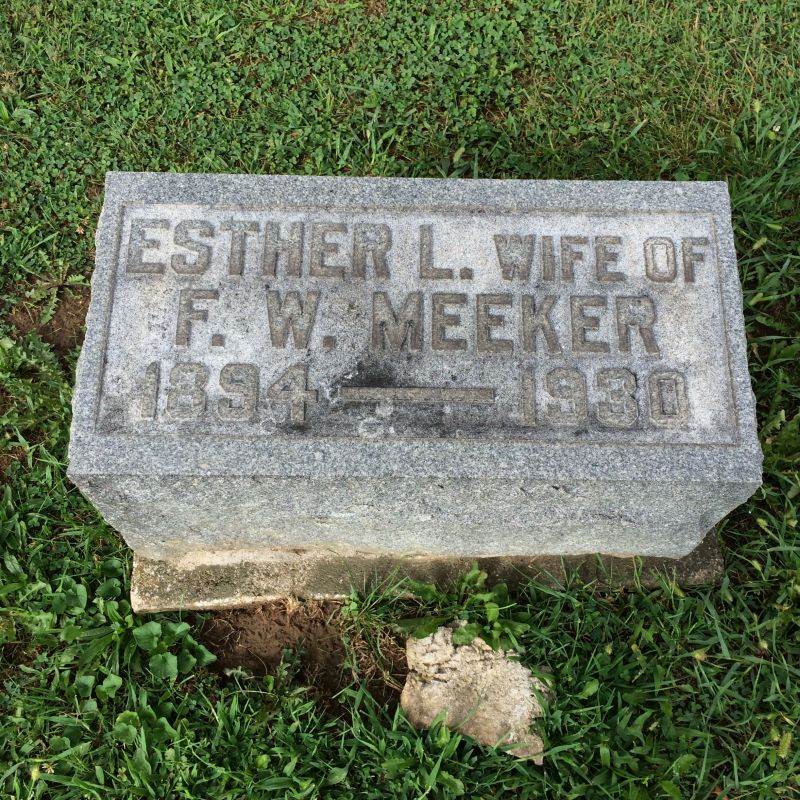 ESTHER L. WIFE OF
F. W. MEEKER
1894 — 1930